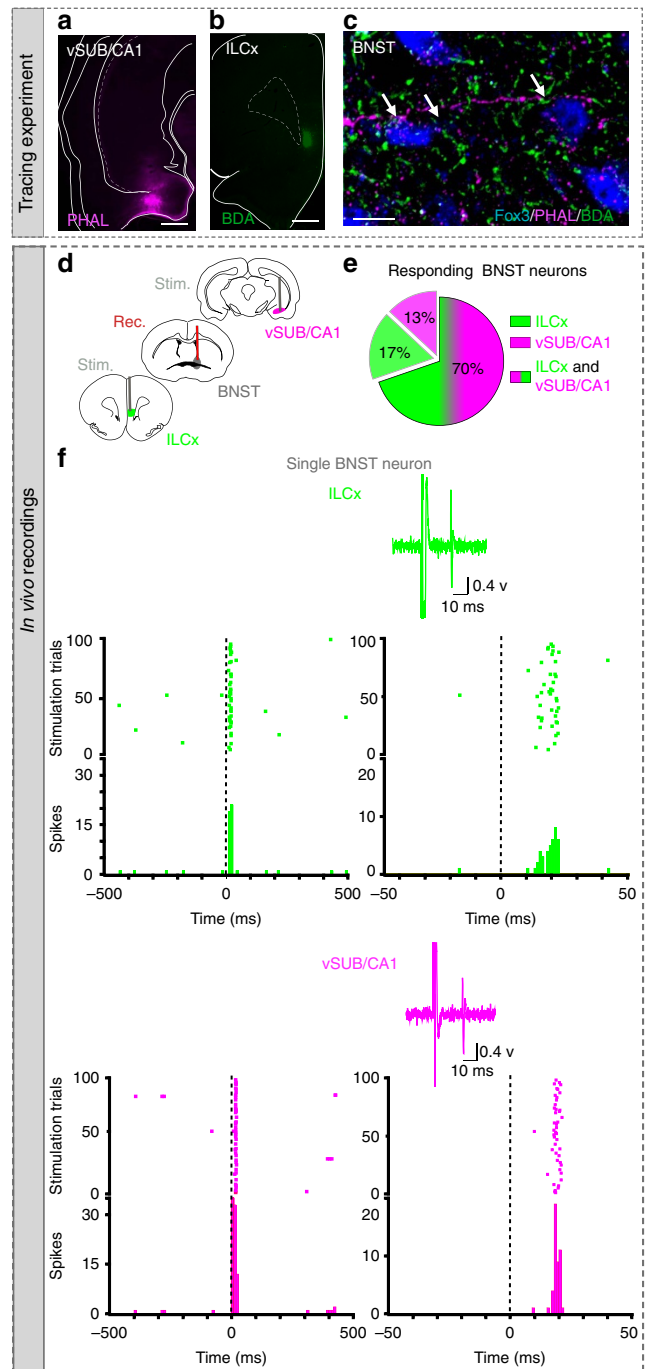 Tracing experiment
a
vSUB/CA1
PHAL
b
ILCx
BDA
c
BNST
Fox3/PHAL/BDA
In vivo recordings
d
Stim.
vSUB/CA1
Rec.
BNST
Stim.
ILCx
e
Responding BNST neurons
13%
17%
70%
ILCx
vSUB/CA1
ILCx and
vSUB/CA1
f
Single BNST neuron
ILCx
0.4 v
10 ms
Stimulation trials
100
50
0
Spikes
30
15
0
−500
0
500
Time (ms)
100
50
0
20
10
0
−50
0
50
Time (ms)
vSUB/CA1
0.4 v
10 ms
Stimulation trials
100
50
0
Spikes
30
15
0
−500
0
500
Time (ms)
100
50
0
20
10
0
−50
0
50
Time (ms)